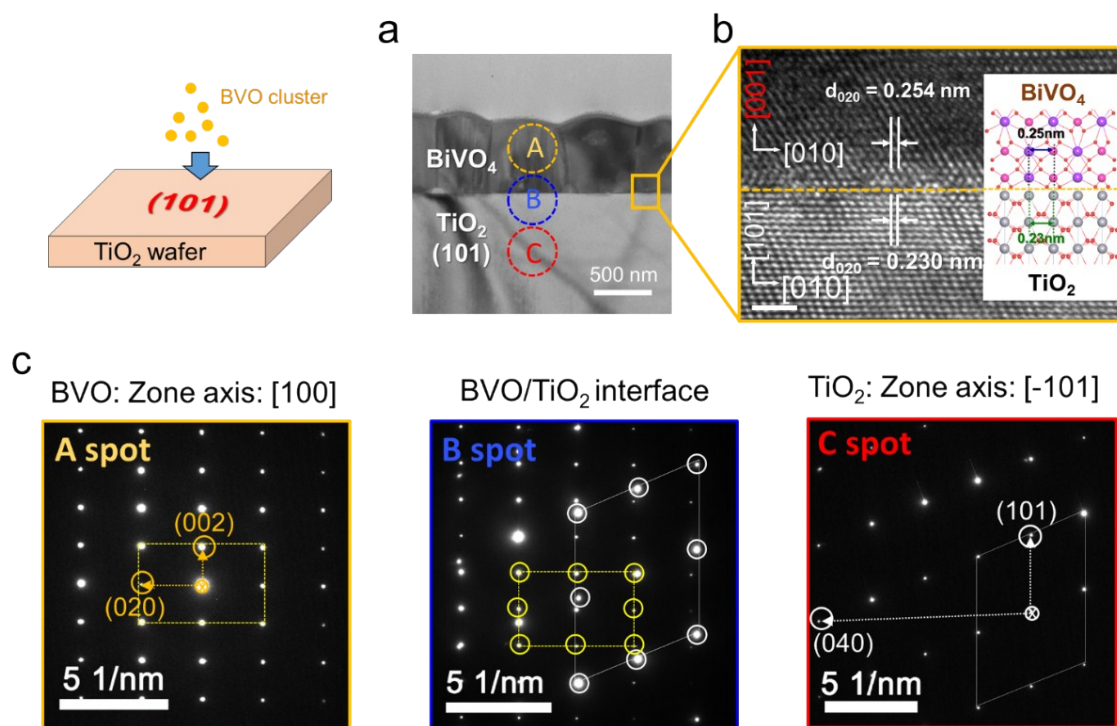 a
b
BVO cluster
(101)
TiO₂ wafer
BiVO₄
A
B
TiO₂
(101)
C
500 nm
[001]
[010]
d₀₂₀ = 0.254 nm
BiVO₄
0.25nm
[101]
[010]
d₀₂₀ = 0.230 nm
0.23nm
TiO₂
c
BVO: Zone axis: [100]
BVO/TiO₂ interface
TiO₂: Zone axis: [-101]
A spot
(002)
(020)
5 1/nm
B spot
5 1/nm
C spot
(101)
(040)
5 1/nm